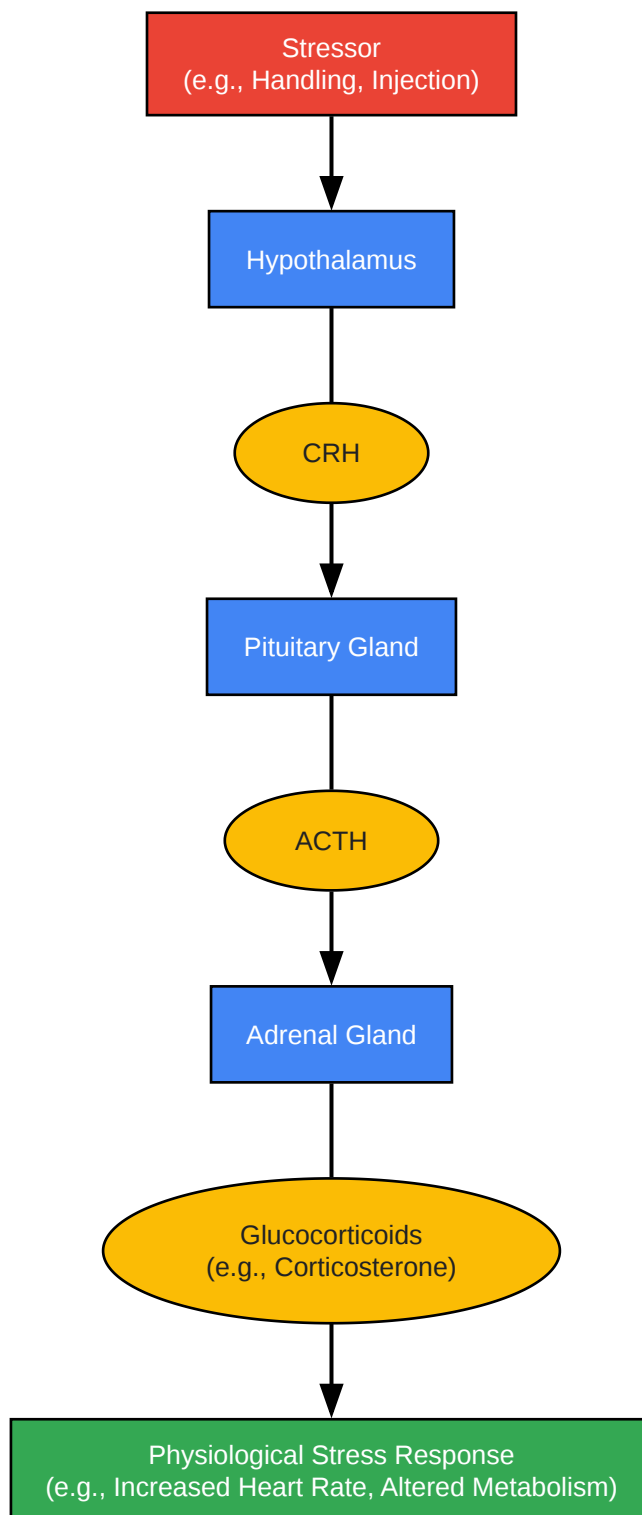 Stressor
(e.g., Handling, Injection)
Hypothalamus
CRH
Pituitary Gland
ACTH
Adrenal Gland
Glucocorticoids
(e.g., Corticosterone)
Physiological Stress Response
(e.g., Increased Heart Rate, Altered Metabolism)